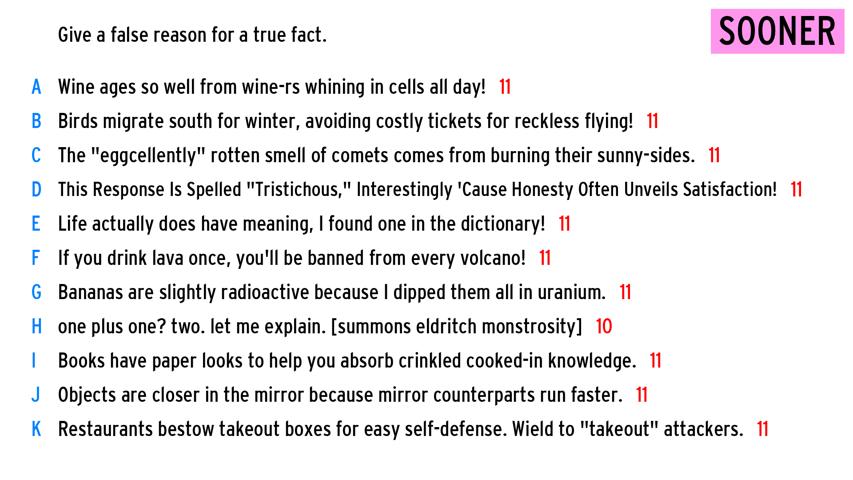 Give a false reason for a true fact.
SOONER
A Wine ages so well from wine-rs whining in cells all day! 11
B Birds migrate south for winter, avoiding costly tickets for reckless flying! 11
C The "eggcellently" rotten smell of comets comes from burning their sunny-sides. 11
D This Response Is Spelled "Tristichous," Interestingly 'Cause Honesty Often Unveils Satisfaction! 11
E Life actually does have meaning, I found one in the dictionary! 11
F If you drink lava once, you'll be banned from every volcano! 11
G Bananas are slightly radioactive because I dipped them all in uranium. 11
H one plus one? two. let me explain. [summons eldritch monstrosity] 10
I Books have paper looks to help you absorb crinkled cooked-in knowledge. 11
J Objects are closer in the mirror because mirror counterparts run faster. 11
K Restaurants bestow takeout boxes for easy self-defense. Wield to "takeout" attackers. 11